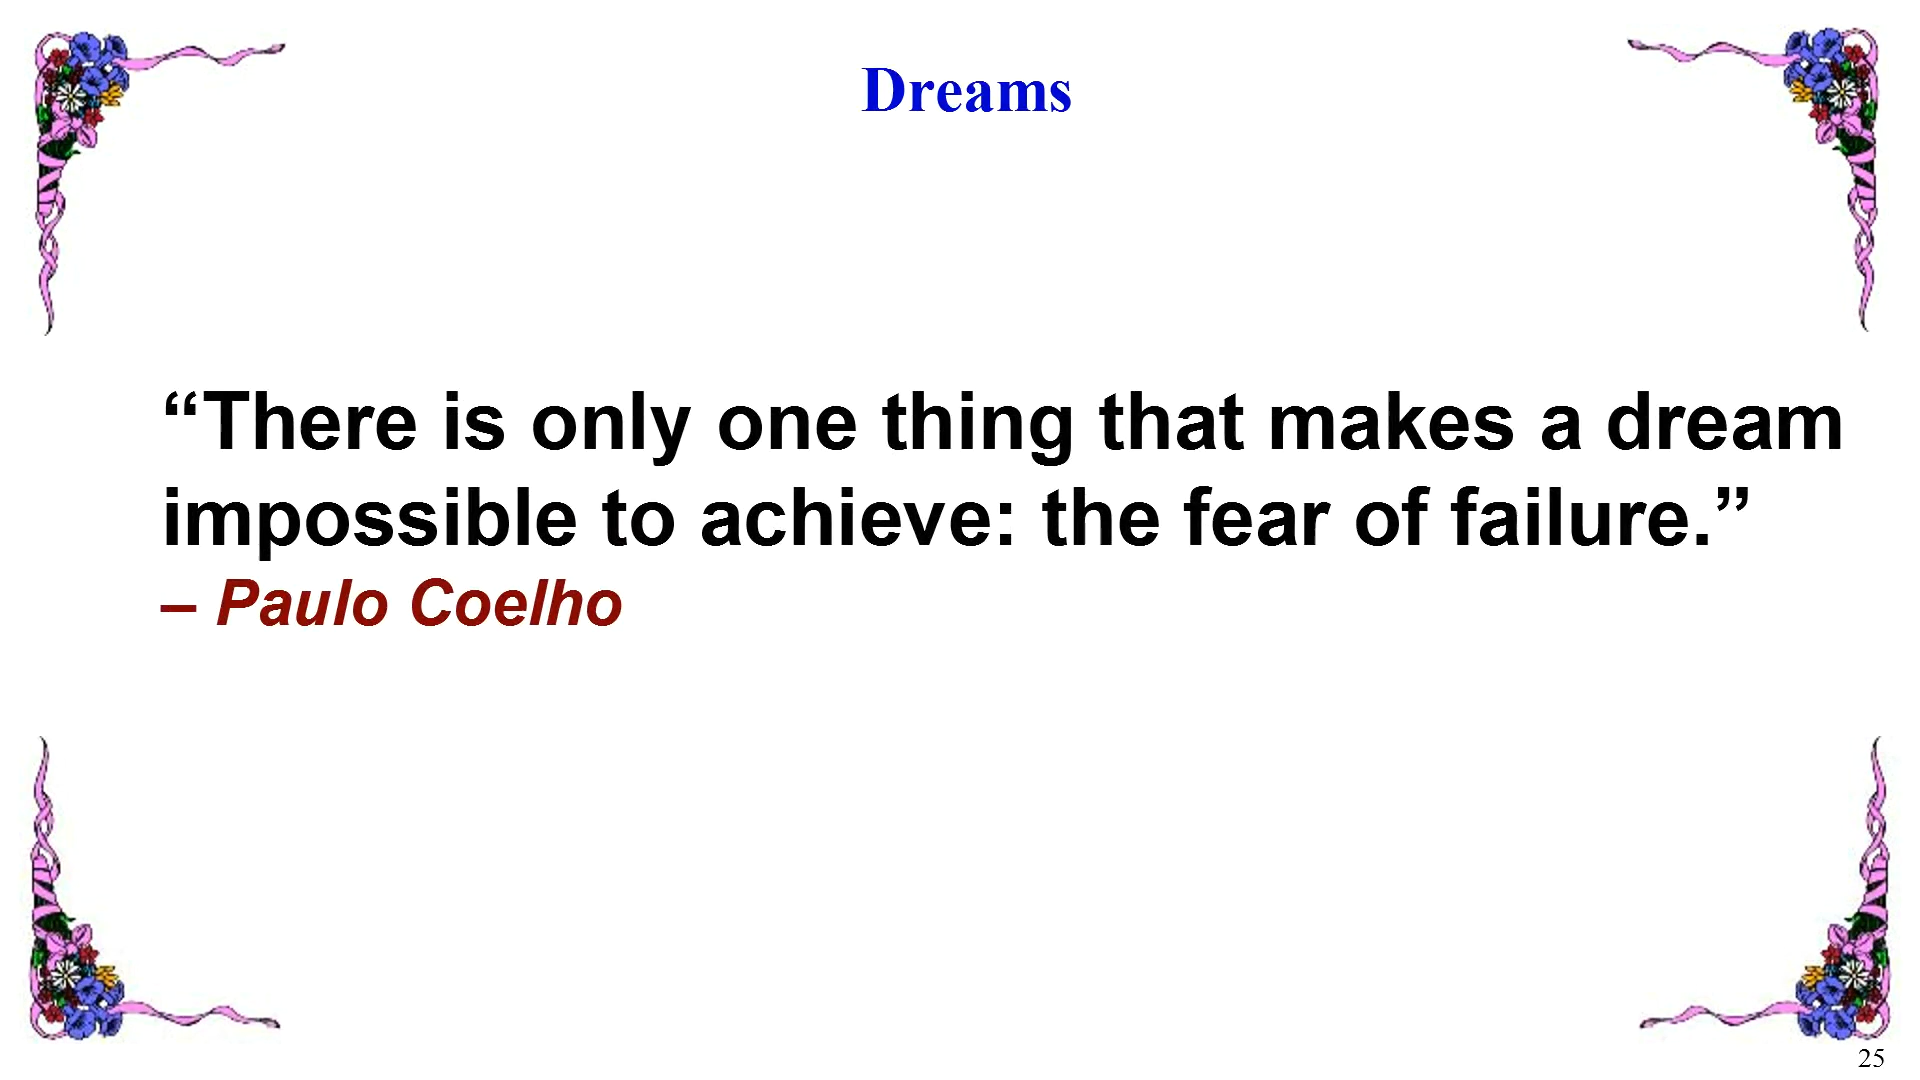 Dreams
“There is only one thing that makes a dream
impossible to achieve: the fear of failure.”
– Paulo Coelho
25